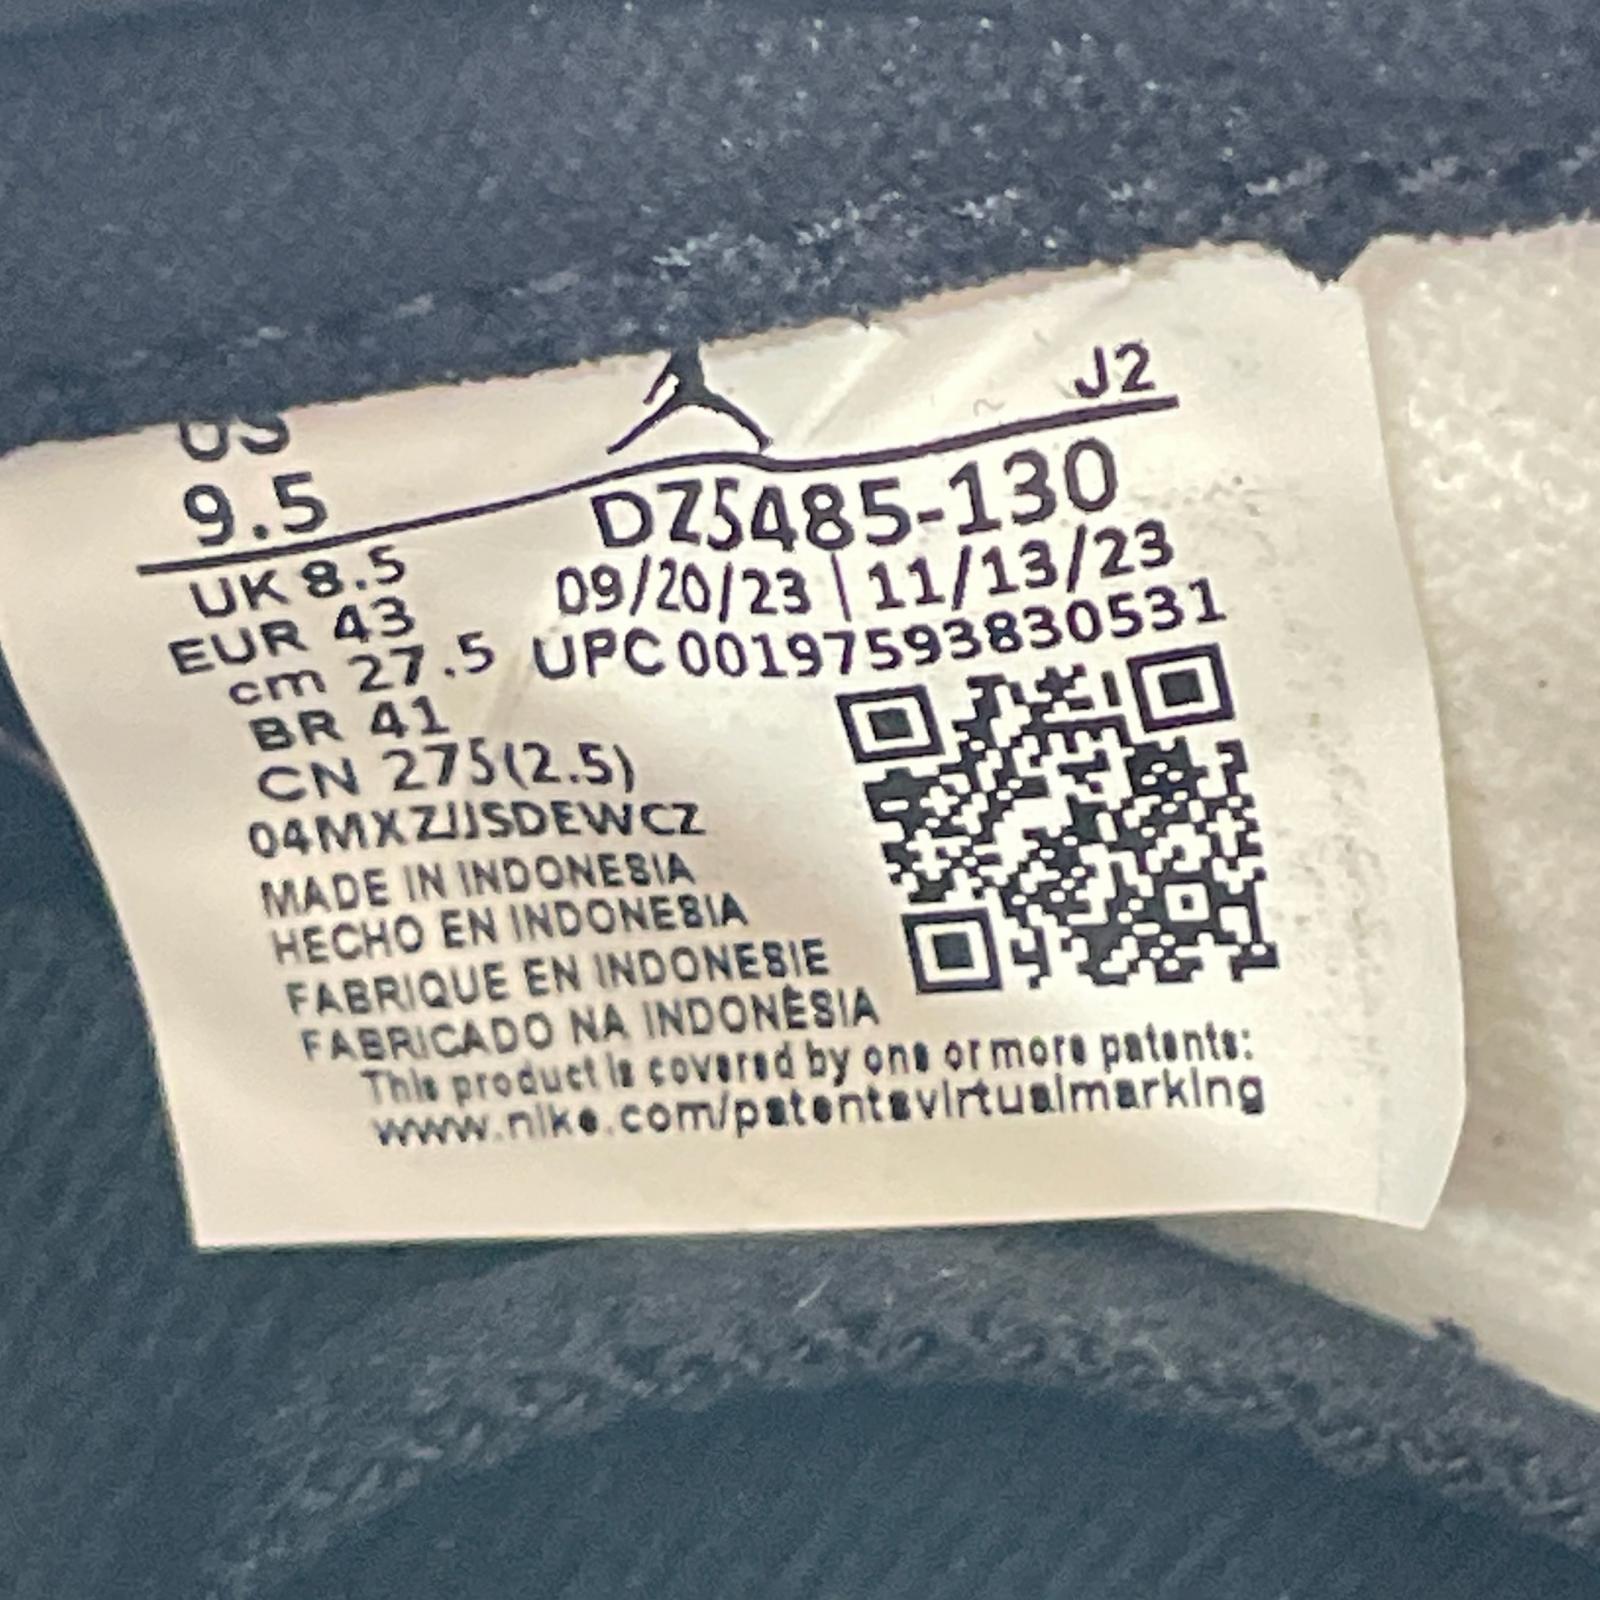 US
9.5
J2
DZ5485-130
09/20/23 | 11/13/23
UPC 00197593830531
UK 8.5
EUR 43
cm 27.5
BR 41
CN 275(2.5)
04MXZJJSDEWCZ
MADE IN INDONESIA
HECHO EN INDONESIA
FABRIQUE EN INDONESIE
FABRICADO NA INDONÈSIA
This product is covered by one or more patents:
www.nike.com/patentsvirtualmarking